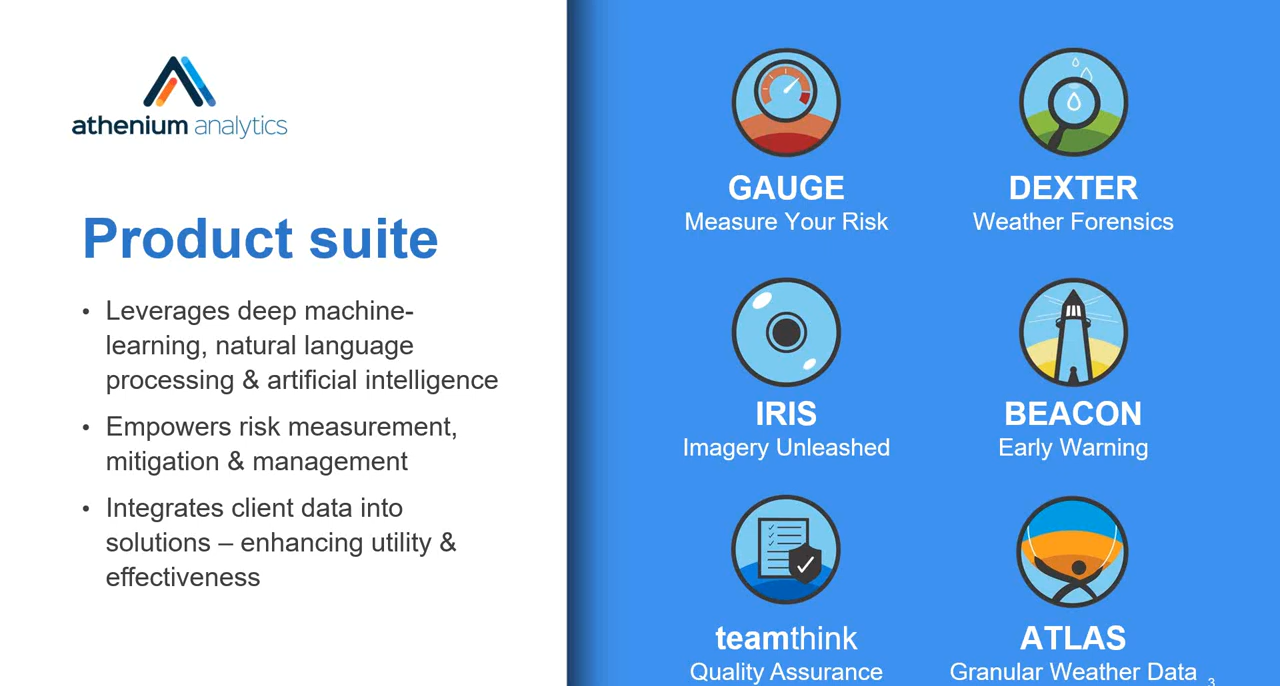 athenium analytics
Product suite
• Leverages deep machine-
learning, natural language
processing & artificial intelligence
• Empowers risk measurement,
mitigation & management
• Integrates client data into
solutions – enhancing utility &
effectiveness
GAUGE
Measure Your Risk
DEXTER
Weather Forensics
IRIS
Imagery Unleashed
BEACON
Early Warning
teamthink
Quality Assurance
ATLAS
Granular Weather Data
3